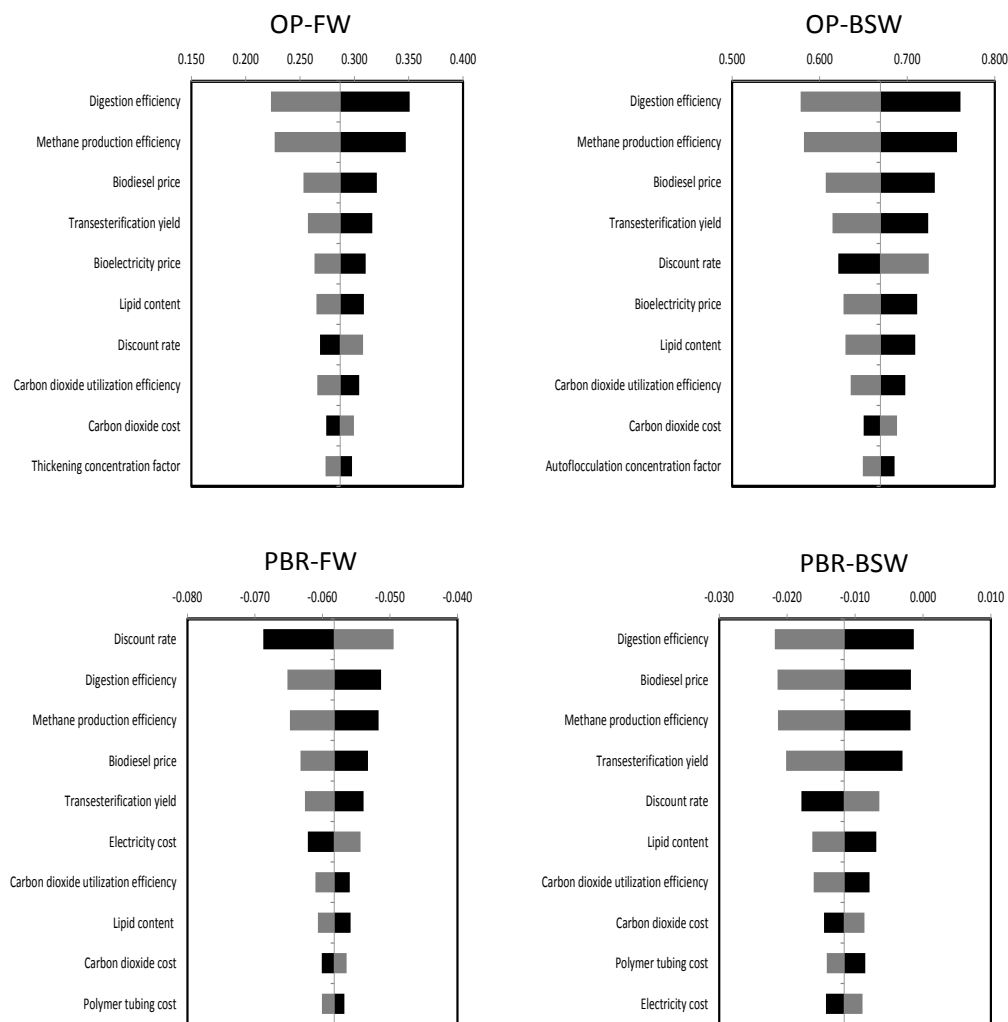 OP-FW
0.150 0.200 0.250 0.300 0.350 0.400
Digestion efficiency
Methane production efficiency
Biodiesel price
Transesterification yield
Bioelectricity price
Lipid content
Discount rate
Carbon dioxide utilization efficiency
Carbon dioxide cost
Thickening concentration factor
OP-BSW
0.500 0.600 0.700 0.800
Digestion efficiency
Methane production efficiency
Biodiesel price
Transesterification yield
Discount rate
Bioelectricity price
Lipid content
Carbon dioxide utilization efficiency
Carbon dioxide cost
Autoflocculation concentration factor
PBR-FW
-0.080 -0.070 -0.060 -0.050 -0.040
Discount rate
Digestion efficiency
Methane production efficiency
Biodiesel price
Transesterification yield
Electricity cost
Carbon dioxide utilization efficiency
Lipid content
Carbon dioxide cost
Polymer tubing cost
PBR-BSW
-0.030 -0.020 -0.010 0.000 0.010
Digestion efficiency
Biodiesel price
Methane production efficiency
Transesterification yield
Discount rate
Lipid content
Carbon dioxide utilization efficiency
Carbon dioxide cost
Polymer tubing cost
Electricity cost